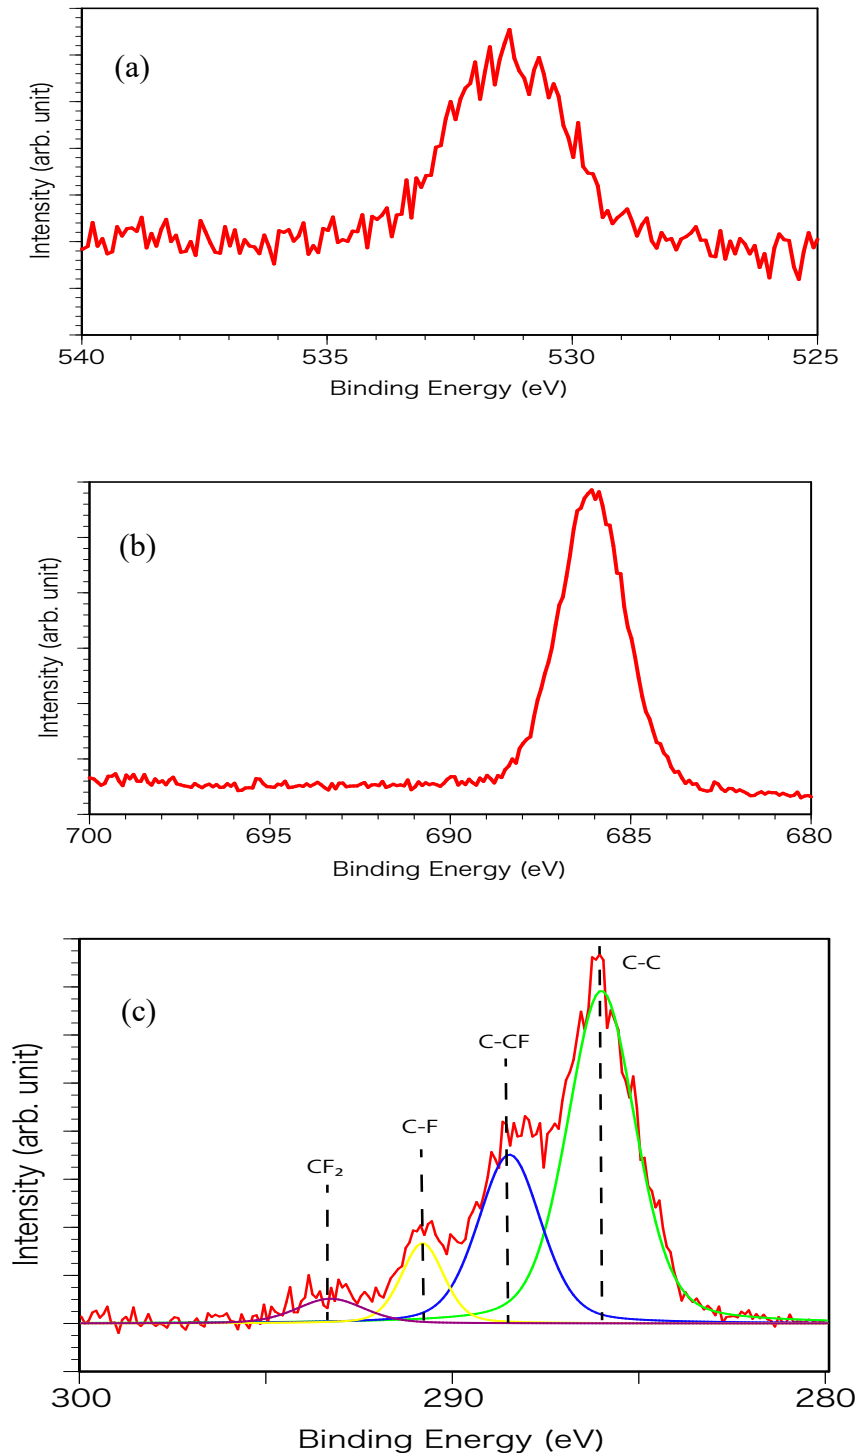 (a)
Intensity (arb. unit)
540 535 530 525
Binding Energy (eV)
(b)
Intensity (arb. unit)
700 695 690 685 680
Binding Energy (eV)
(c)
C-C
C-CF
C-F
CF₂
Intensity (arb. unit)
300 290 280
Binding Energy (eV)